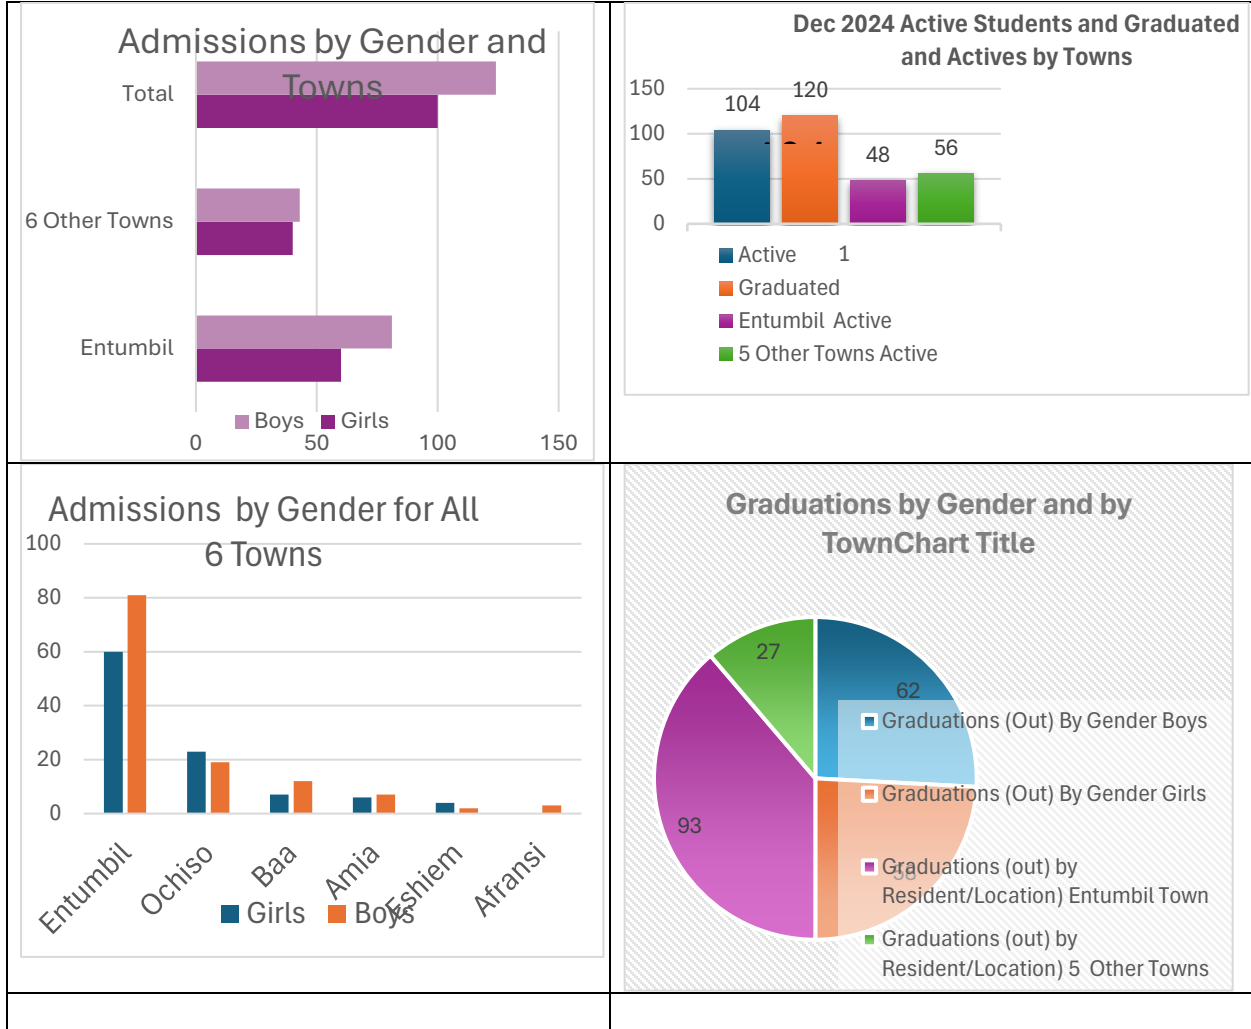 Admissions by Gender and
Towns
Total
6 Other Towns
Entumbil
Boys Girls
0 50 100 150
Dec 2024 Active Students and Graduated
and Actives by Towns
150
100
50
0
104 120 48 56
1
Active
Graduated
Entumbil Active
5 Other Towns Active
Admissions by Gender for All
6 Towns
100
80
60
40
20
0
Entumbil Ochiso Baa Amia Eshiem Afransi
Girls Boys
Graduations by Gender and by
TownChart Title
27
62
93
58
Graduations (Out) By Gender Boys
Graduations (Out) By Gender Girls
Graduations (out) by
Resident/Location) Entumbil Town
Graduations (out) by
Resident/Location) 5 Other Towns